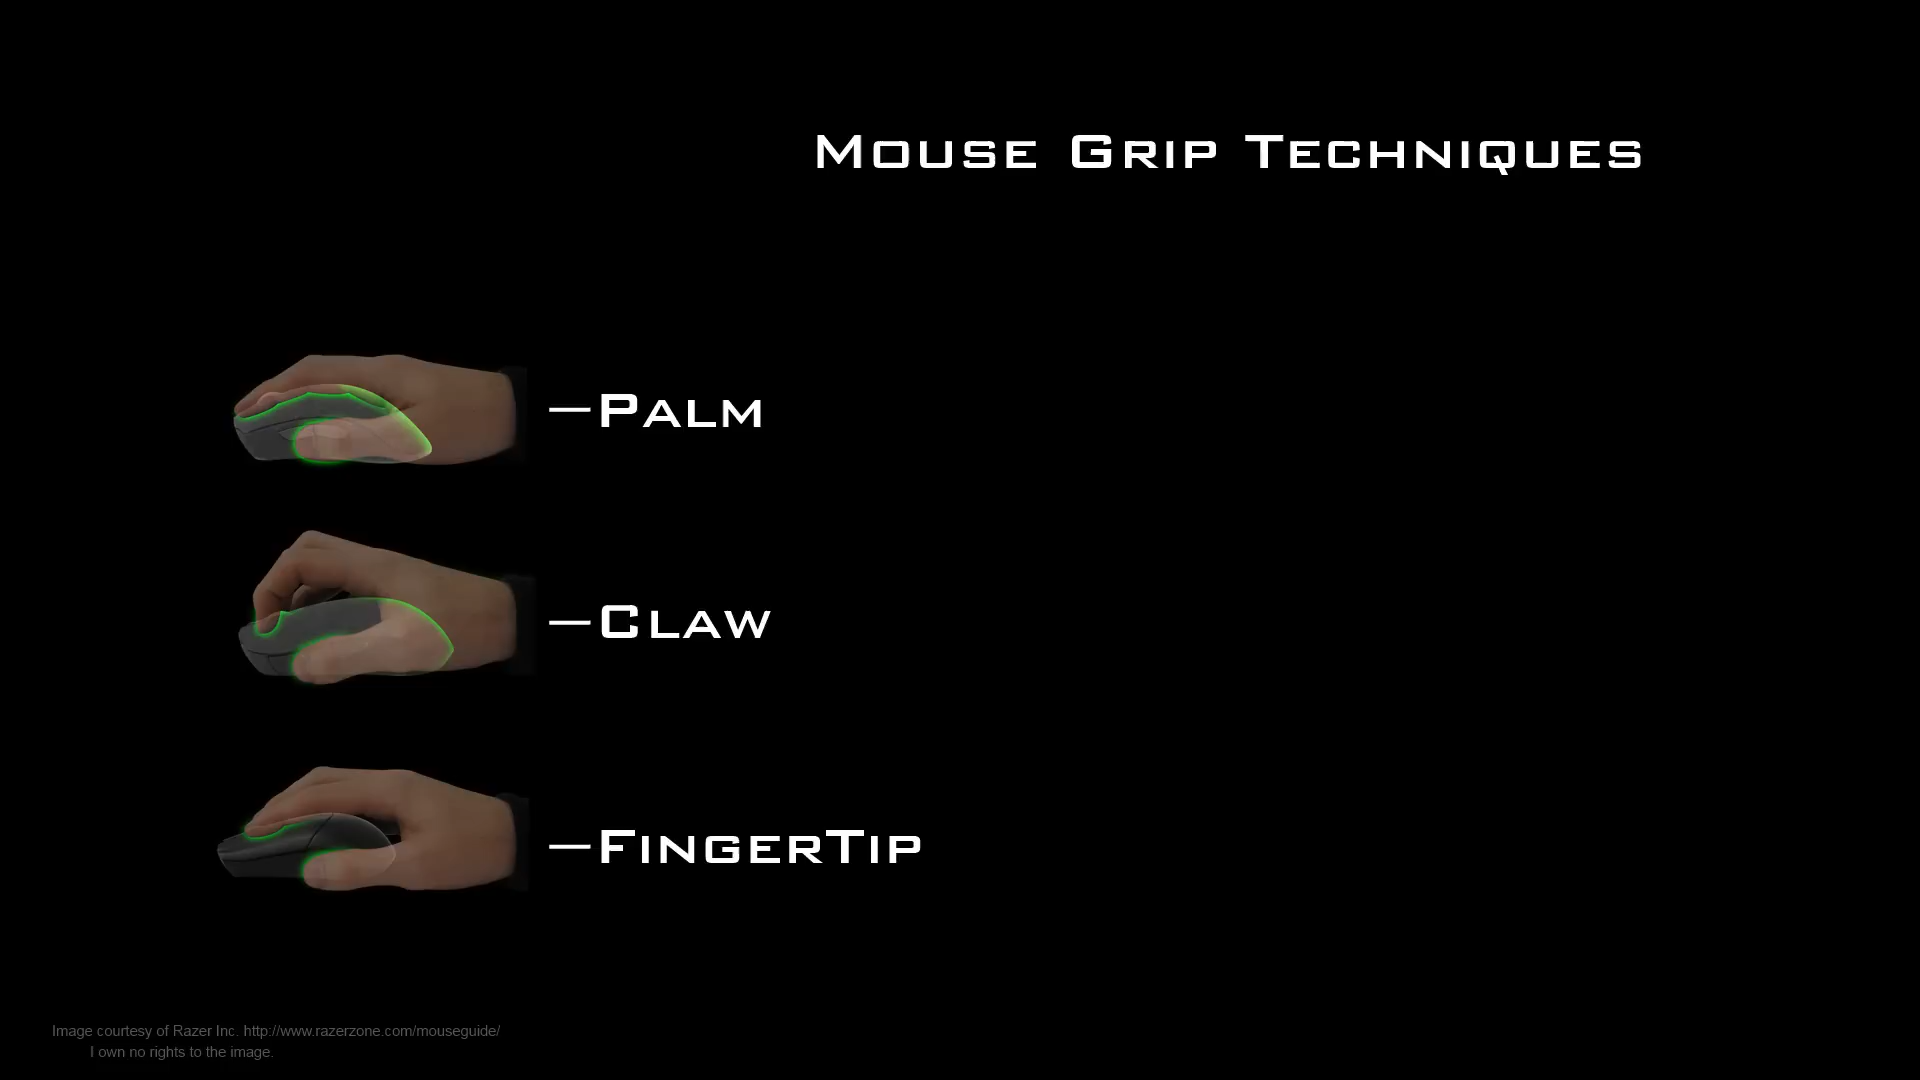 Mouse Grip Techniques
—Palm
—Claw
—FingerTip
Image courtesy of Razer Inc. http://www.razerzone.com/mouseguide/
I own no rights to the image.